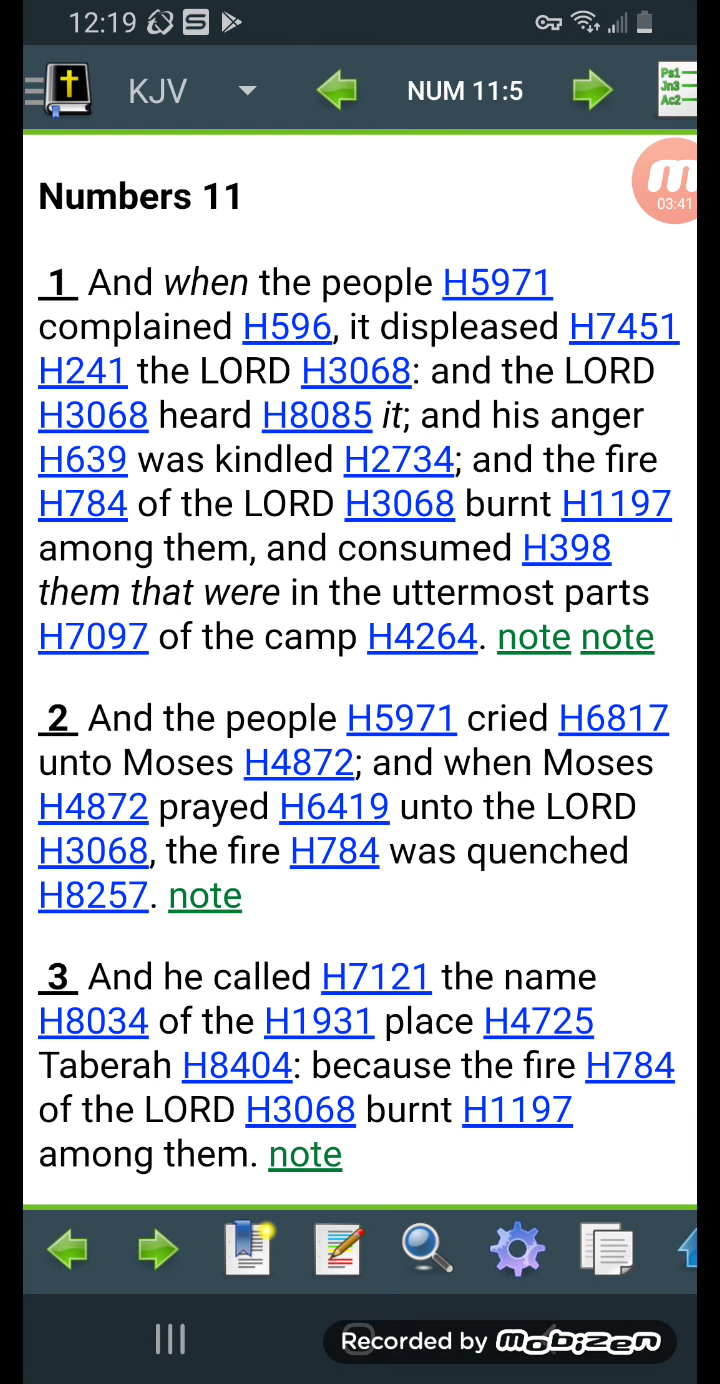 12:19
KJV NUM 11:5
Ps1
Jn3
Ac2
Numbers 11
03:41
1 And when the people H5971
complained H596, it displeased H7451
H241 the LORD H3068: and the LORD
H3068 heard H8085 it; and his anger
H639 was kindled H2734; and the fire
H784 of the LORD H3068 burnt H1197
among them, and consumed H398
them that were in the uttermost parts
H7097 of the camp H4264. note note
2 And the people H5971 cried H6817
unto Moses H4872; and when Moses
H4872 prayed H6419 unto the LORD
H3068, the fire H784 was quenched
H8257. note
3 And he called H7121 the name
H8034 of the H1931 place H4725
Taberah H8404: because the fire H784
of the LORD H3068 burnt H1197
among them. note
Recorded by Mobizen